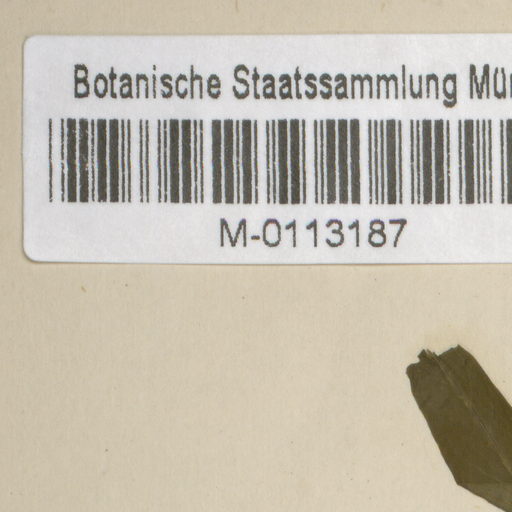 Botanische Staatssammlung Mün
M-0113187